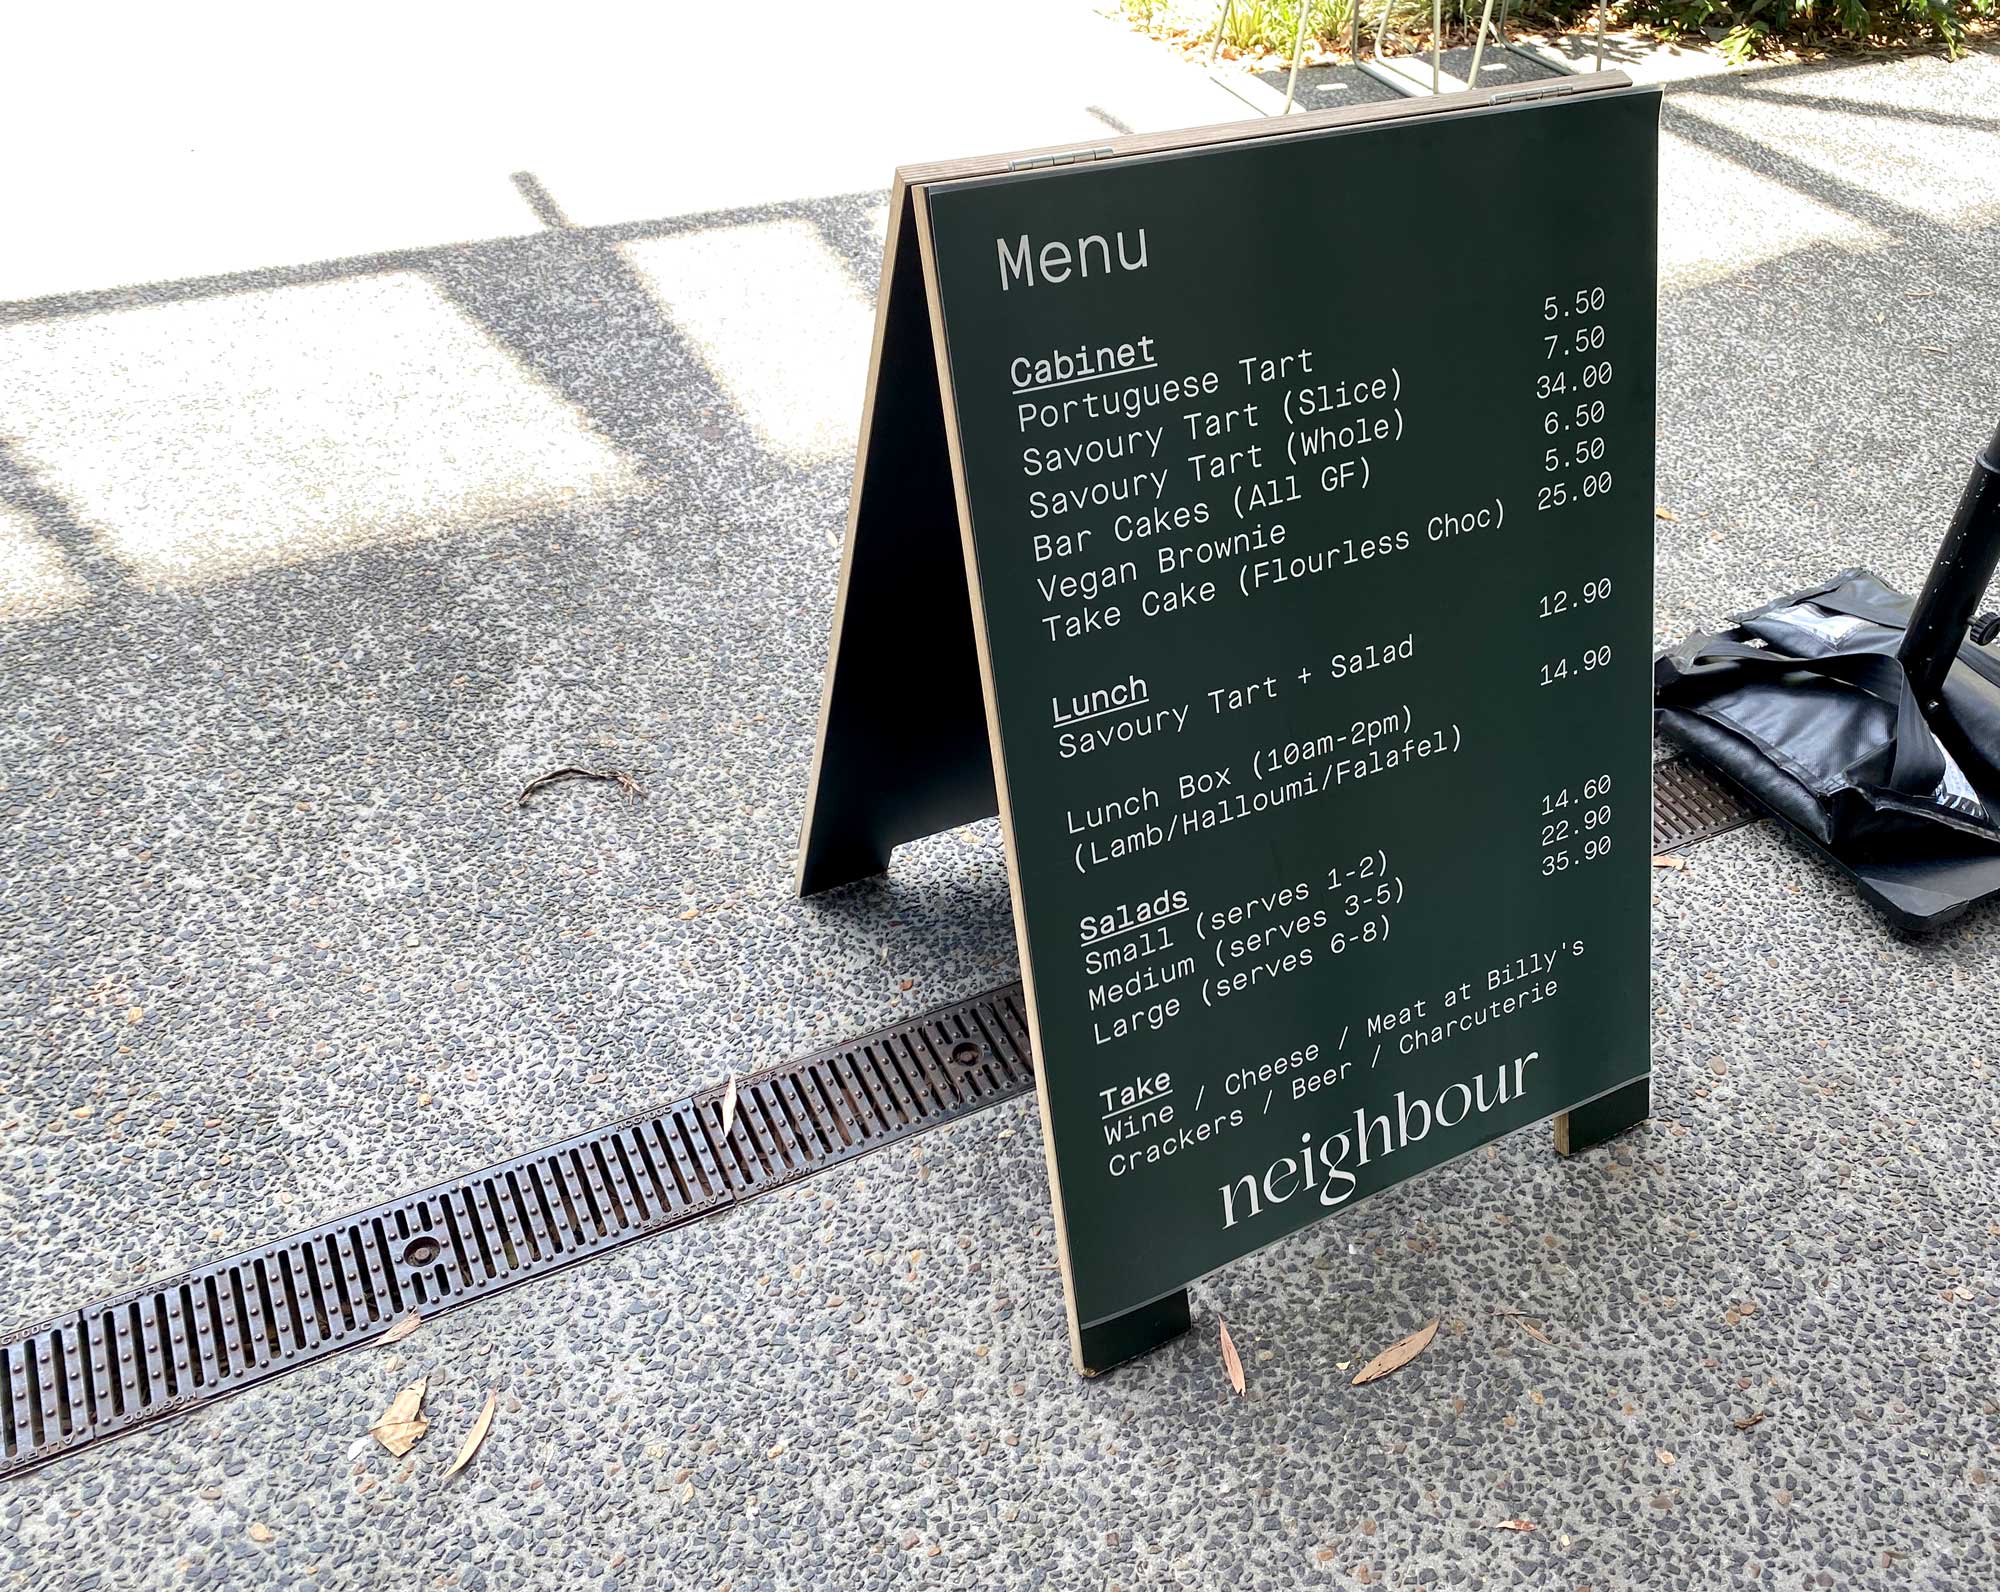 Menu
Cabinet
Portuguese Tart 5.50
Savoury Tart (Slice) 7.50
Savoury Tart (Whole) 34.00
Bar Cakes (All GF) 6.50
Vegan Brownie 5.50
Take Cake (Flourless Choc) 25.00
Lunch
Savoury Tart + Salad 12.90
Lunch Box (10am-2pm) 14.90
(Lamb/Halloumi/Falafel)
Salads
Small (serves 1-2) 14.60
Medium (serves 3-5) 22.90
Large (serves 6-8) 35.90
Take
Wine / Cheese / Meat at Billy's
Crackers / Beer / Charcuterie
neighbour